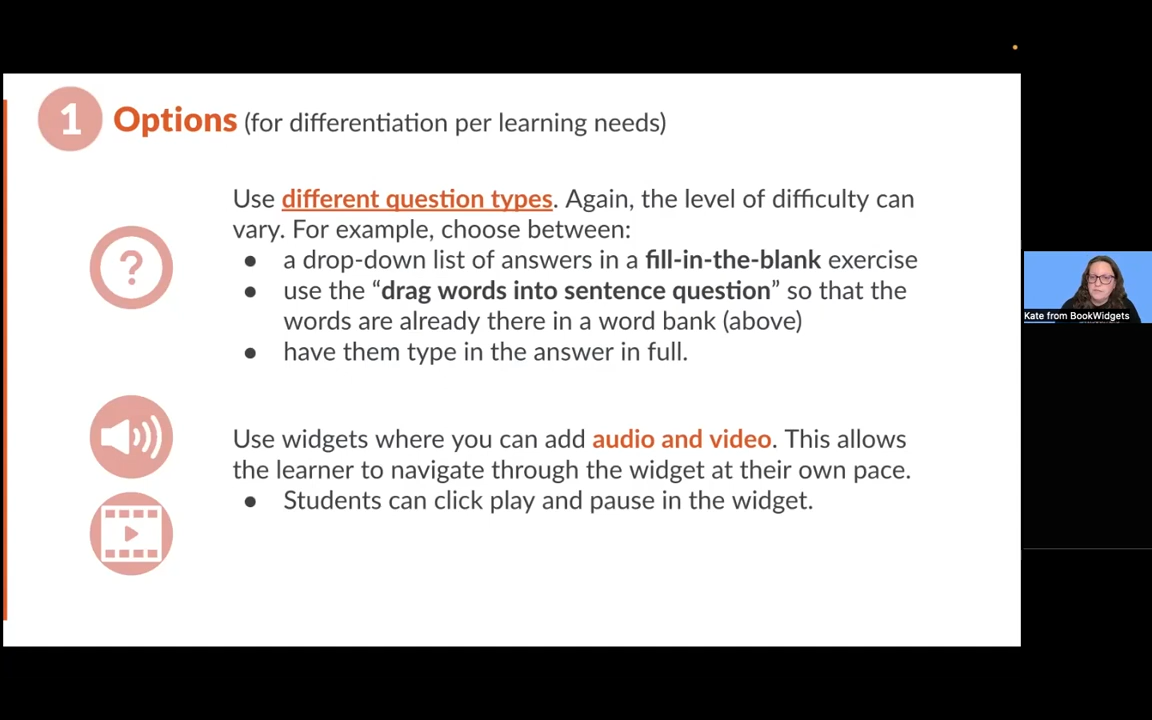 1 Options (for differentiation per learning needs)
Use different question types. Again, the level of difficulty can
vary. For example, choose between:
● a drop-down list of answers in a fill-in-the-blank exercise
● use the “drag words into sentence question” so that the
words are already there in a word bank (above)
● have them type in the answer in full.
?
Use widgets where you can add audio and video. This allows
the learner to navigate through the widget at their own pace.
● Students can click play and pause in the widget.
Kate from BookWidgets